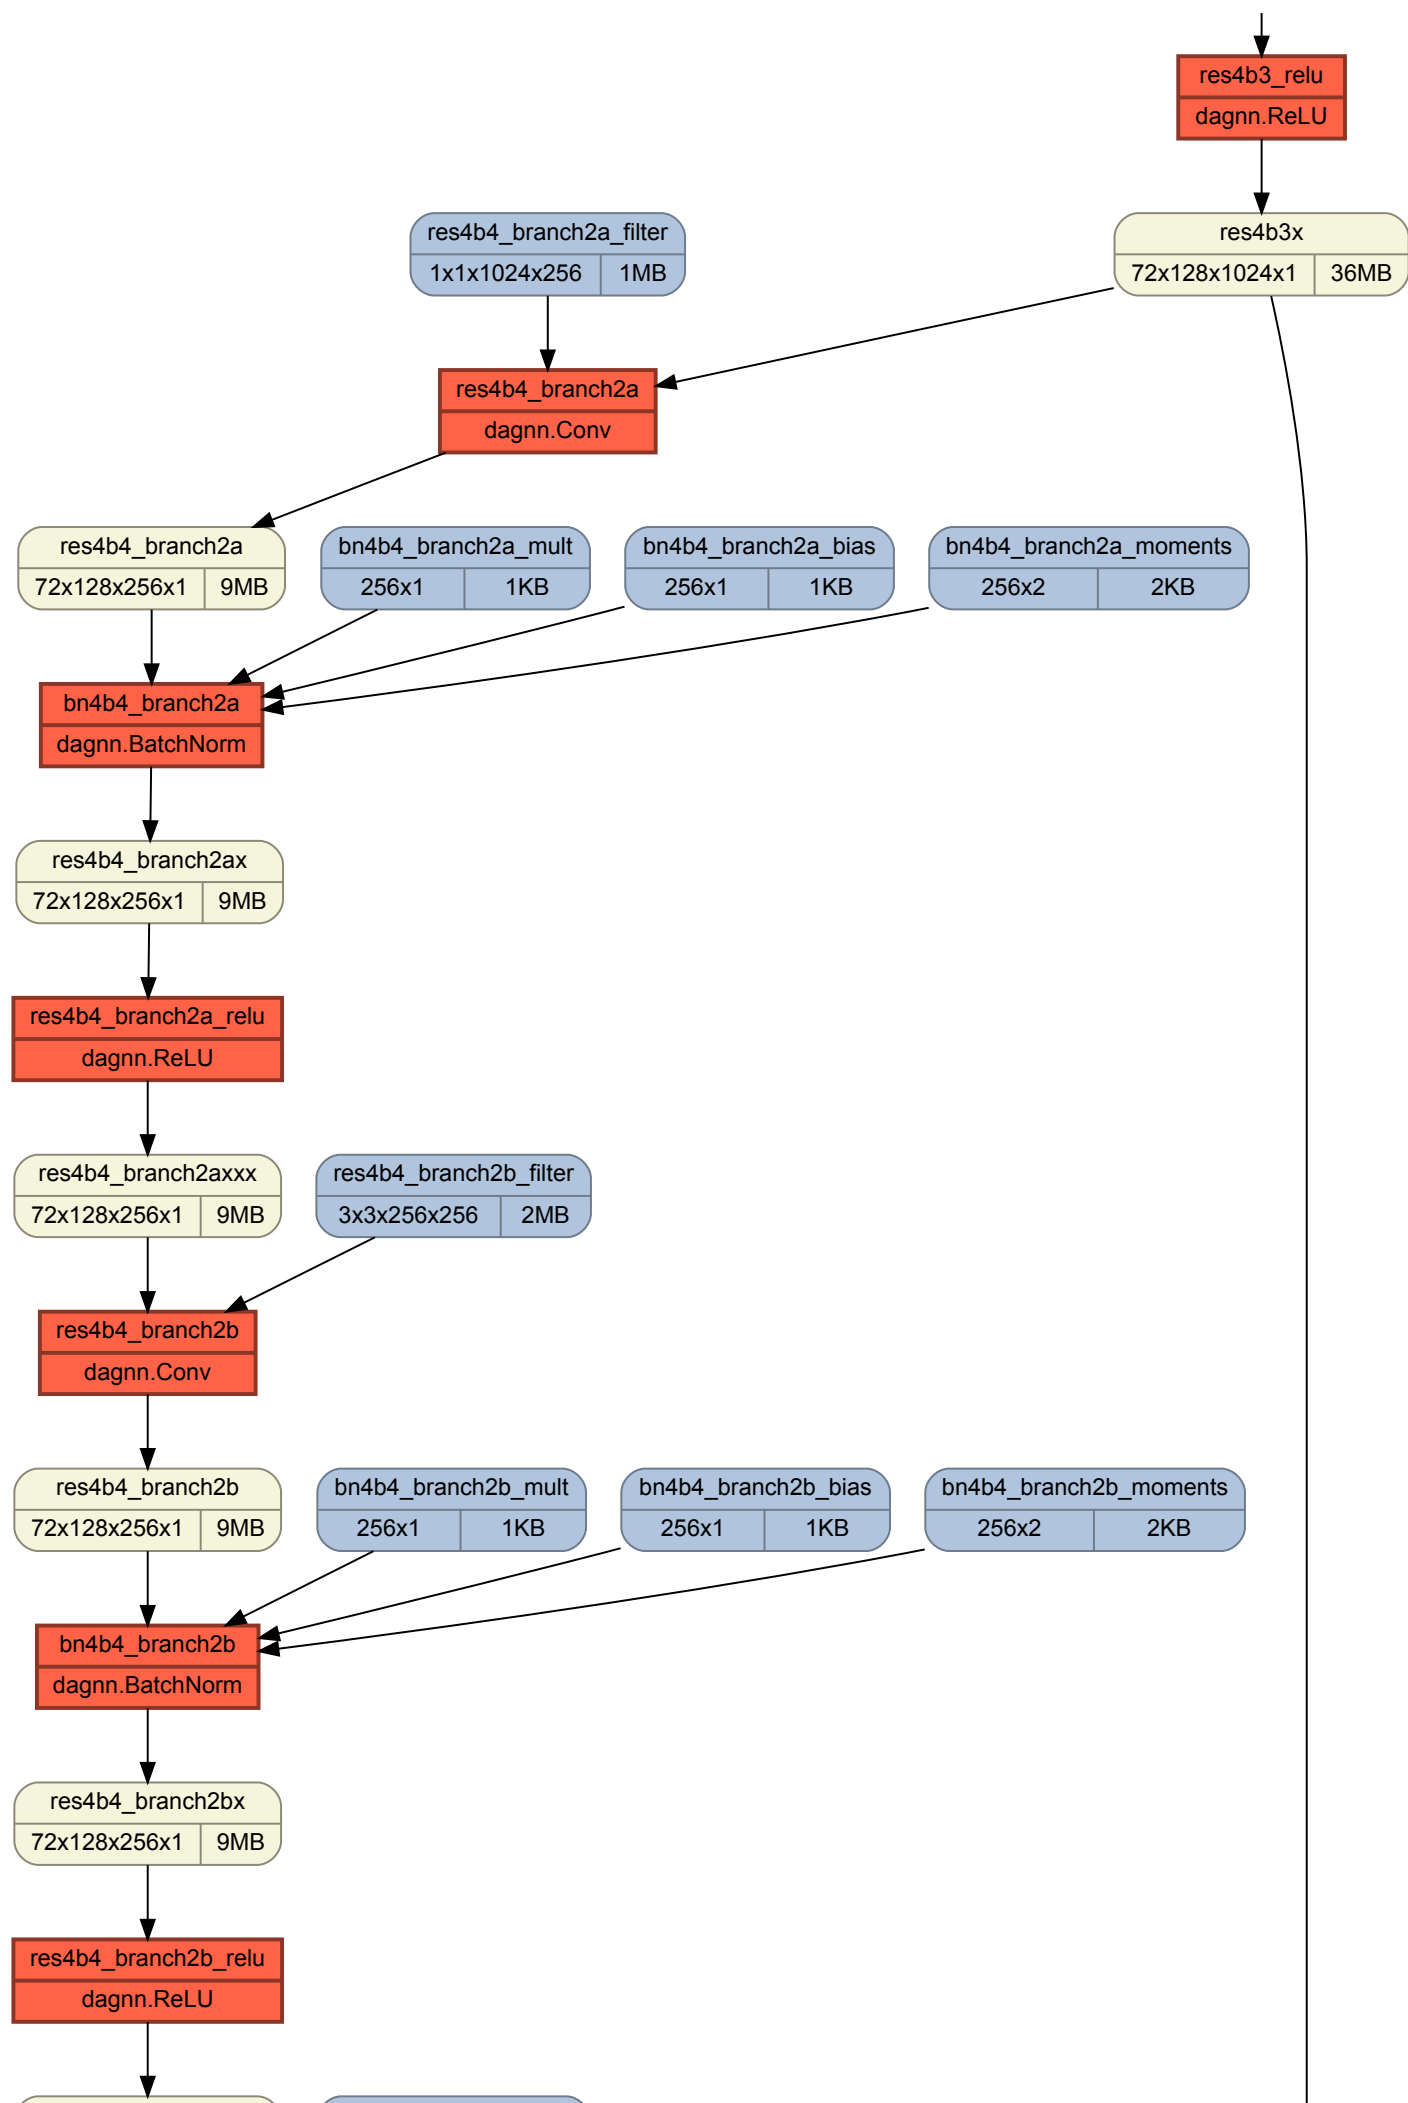 res4b3_relu
dagnn.ReLU
res4b4_branch2a_filter
1x1x1024x256 1MB
res4b3x
72x128x1024x1 36MB
res4b4_branch2a
dagnn.Conv
res4b4_branch2a
72x128x256x1 9MB
bn4b4_branch2a_mult
256x1 1KB
bn4b4_branch2a_bias
256x1 1KB
bn4b4_branch2a_moments
256x2 2KB
bn4b4_branch2a
dagnn.BatchNorm
res4b4_branch2ax
72x128x256x1 9MB
res4b4_branch2a_relu
dagnn.ReLU
res4b4_branch2axxx
72x128x256x1 9MB
res4b4_branch2b_filter
3x3x256x256 2MB
res4b4_branch2b
dagnn.Conv
res4b4_branch2b
72x128x256x1 9MB
bn4b4_branch2b_mult
256x1 1KB
bn4b4_branch2b_bias
256x1 1KB
bn4b4_branch2b_moments
256x2 2KB
bn4b4_branch2b
dagnn.BatchNorm
res4b4_branch2bx
72x128x256x1 9MB
res4b4_branch2b_relu
dagnn.ReLU